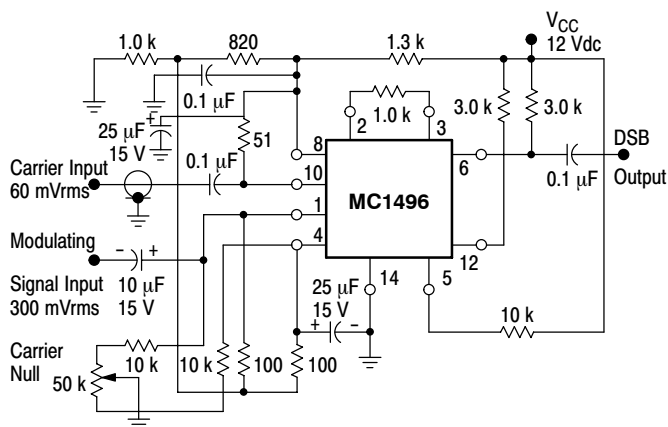 1.0 k
820
1.3 k
VCC
12 Vdc
0.1 μF
1.0 k
3.0 k
3.0 k
25 μF
15 V
+
51
2
3
DSB
Carrier Input
60 mVrms
0.1 μF
8
10
6
0.1 μF
Output
MC1496
1
4
Modulating
Signal Input
300 mVrms
- +
10 μF
15 V
14
5
12
25 μF
15 V
+ -
10 k
Carrier
Null
10 k
10 k
100
100
50 k